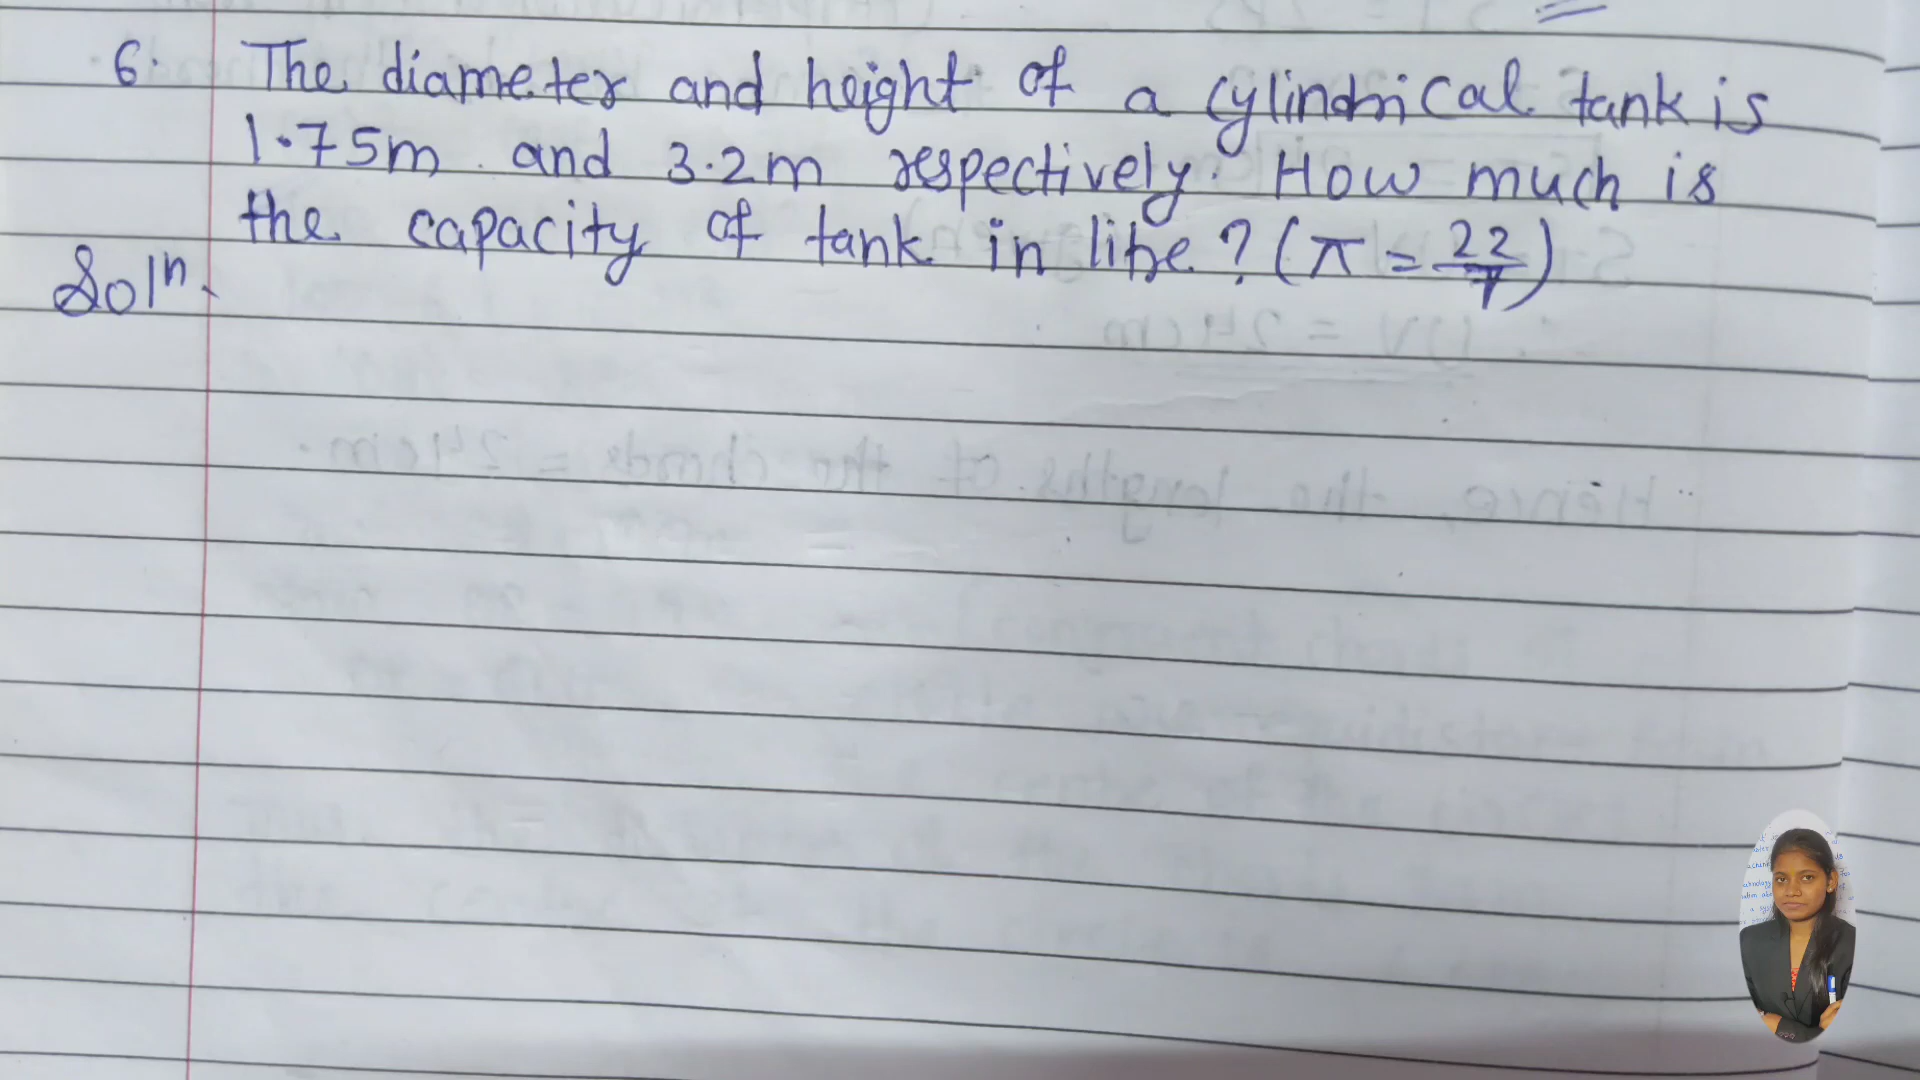 6. The diameter and height of a cylindrical tank is
1.75m and 3.2m respectively. How much is
the capacity of tank in litre? (π = 22/7)
Solⁿ.